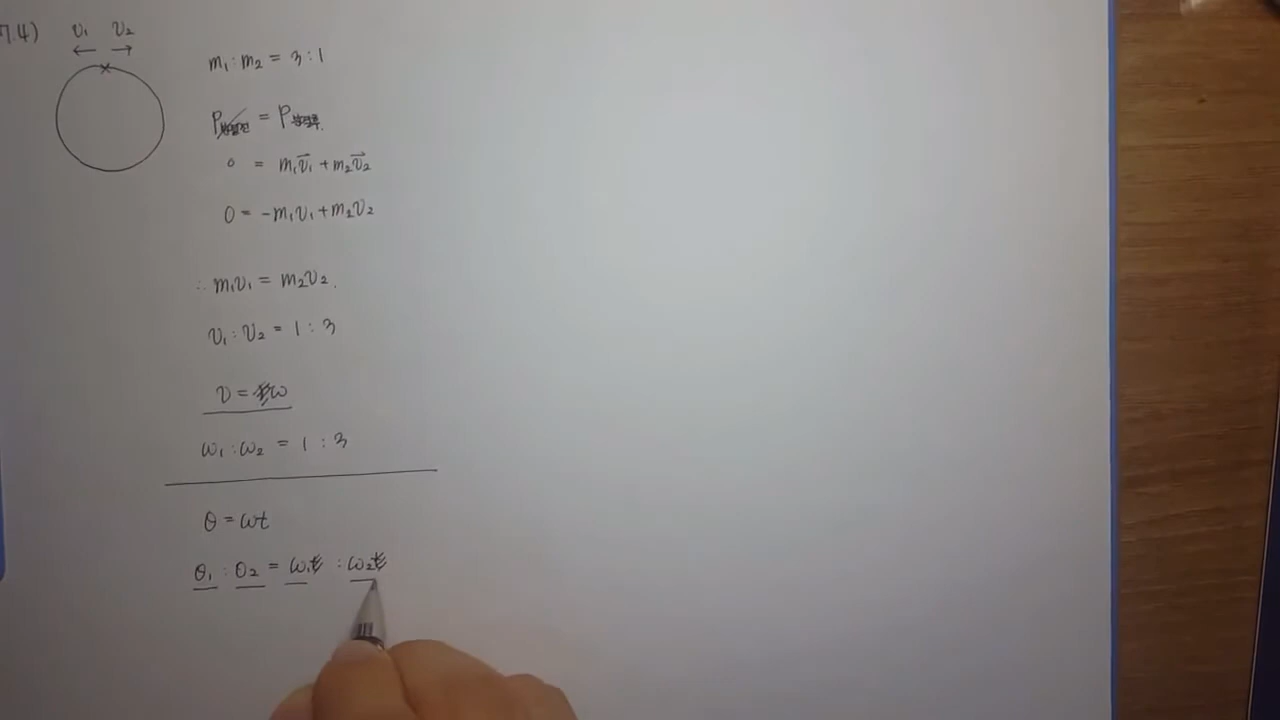 7.4)
v₁ v₂
← →
m₁ : m₂ = 3 : 1
P = P
0 = m₁v⃗₁ + m₂v⃗₂
0 = -m₁v₁ + m₂v₂
∴ m₁v₁ = m₂v₂.
v₁ : v₂ = 1 : 3
v = rω
ω₁ : ω₂ = 1 : 3
θ = ωt
θ₁ : θ₂ = ω₁t : ω₂t